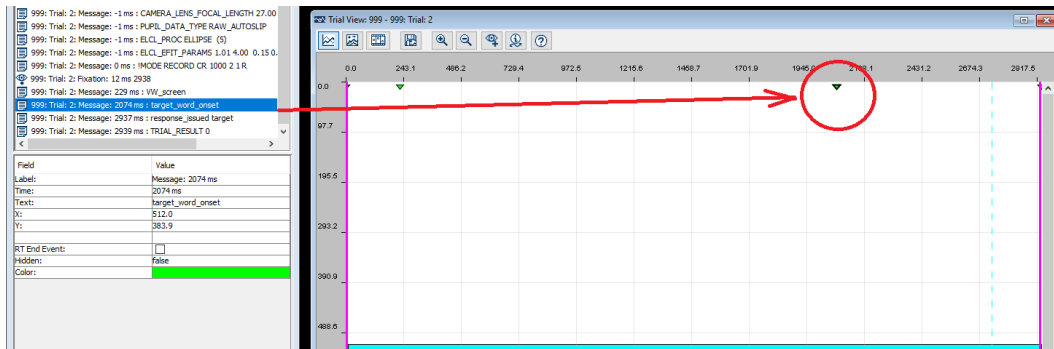 999: Trial: 2: Message: -1 ms : CAMERA_LENS_FOCAL_LENGTH 27.00
999: Trial: 2: Message: -1 ms : PUPIL_DATA_TYPE RAW_AUTOSLIP
999: Trial: 2: Message: -1 ms : ELCL_PROC ELLIPSE (5)
999: Trial: 2: Message: -1 ms : ELCL_EFIT_PARAMS 1.01 4.00 0.15 0.
999: Trial: 2: Message: 0 ms : !MODE RECORD CR 1000 2 1 R
999: Trial: 2: Fixation: 12 ms 2938
999: Trial: 2: Message: 229 ms : VW_screen
999: Trial: 2: Message: 2074 ms : target_word_onset
999: Trial: 2: Message: 2937 ms : response_issued target
999: Trial: 2: Message: 2939 ms : TRIAL_RESULT 0
Field Value
Label: Message: 2074 ms
Time: 2074 ms
Text: target_word_onset
X: 512.0
Y: 383.9
RT End Event:
Hidden: false
Color:
Trial View: 999 - 999: Trial: 2
0.0 243.1 486.2 729.4 972.5 1215.6 1458.7 1701.9 1945.0 2188.1 2431.2 2674.3 2917.5
0.0
97.7
195.5
293.2
390.9
488.6